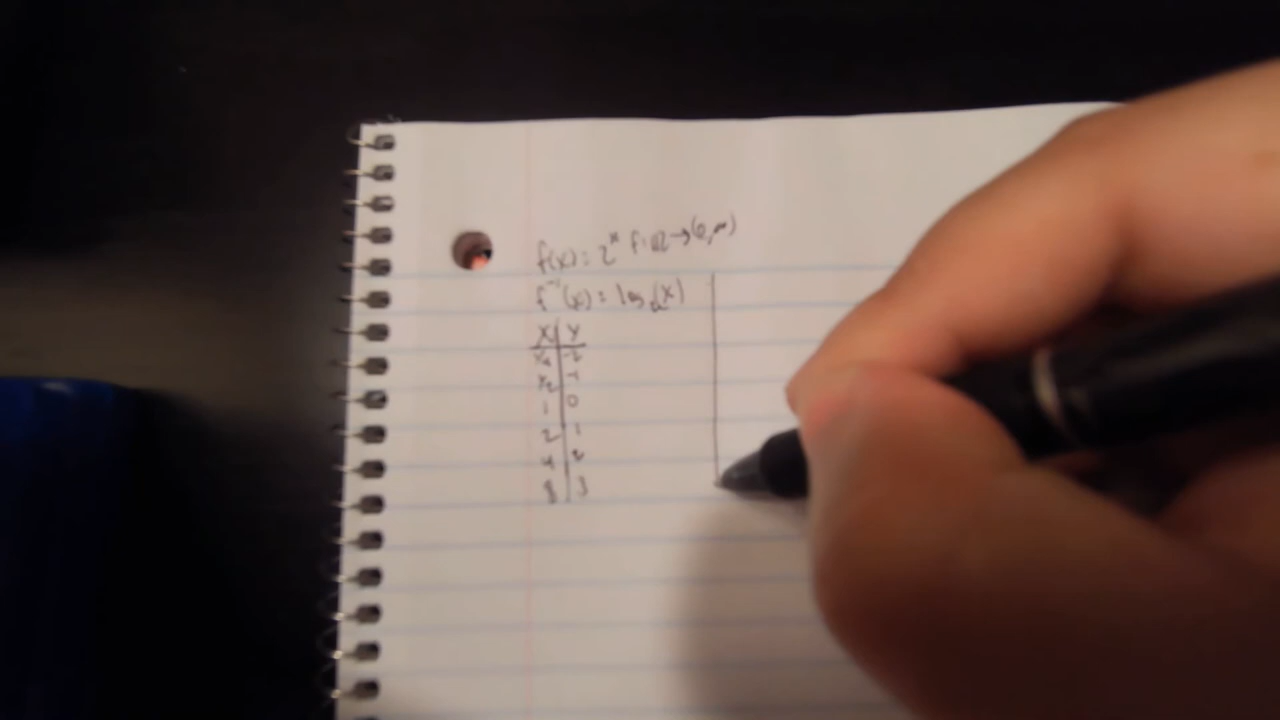 f(x) = 2^x f: ℝ → (0, ∞)
f⁻¹(x) = log₂(x)
X Y
1/4 -2
1/2 -1
1 0
2 1
4 2
8 3